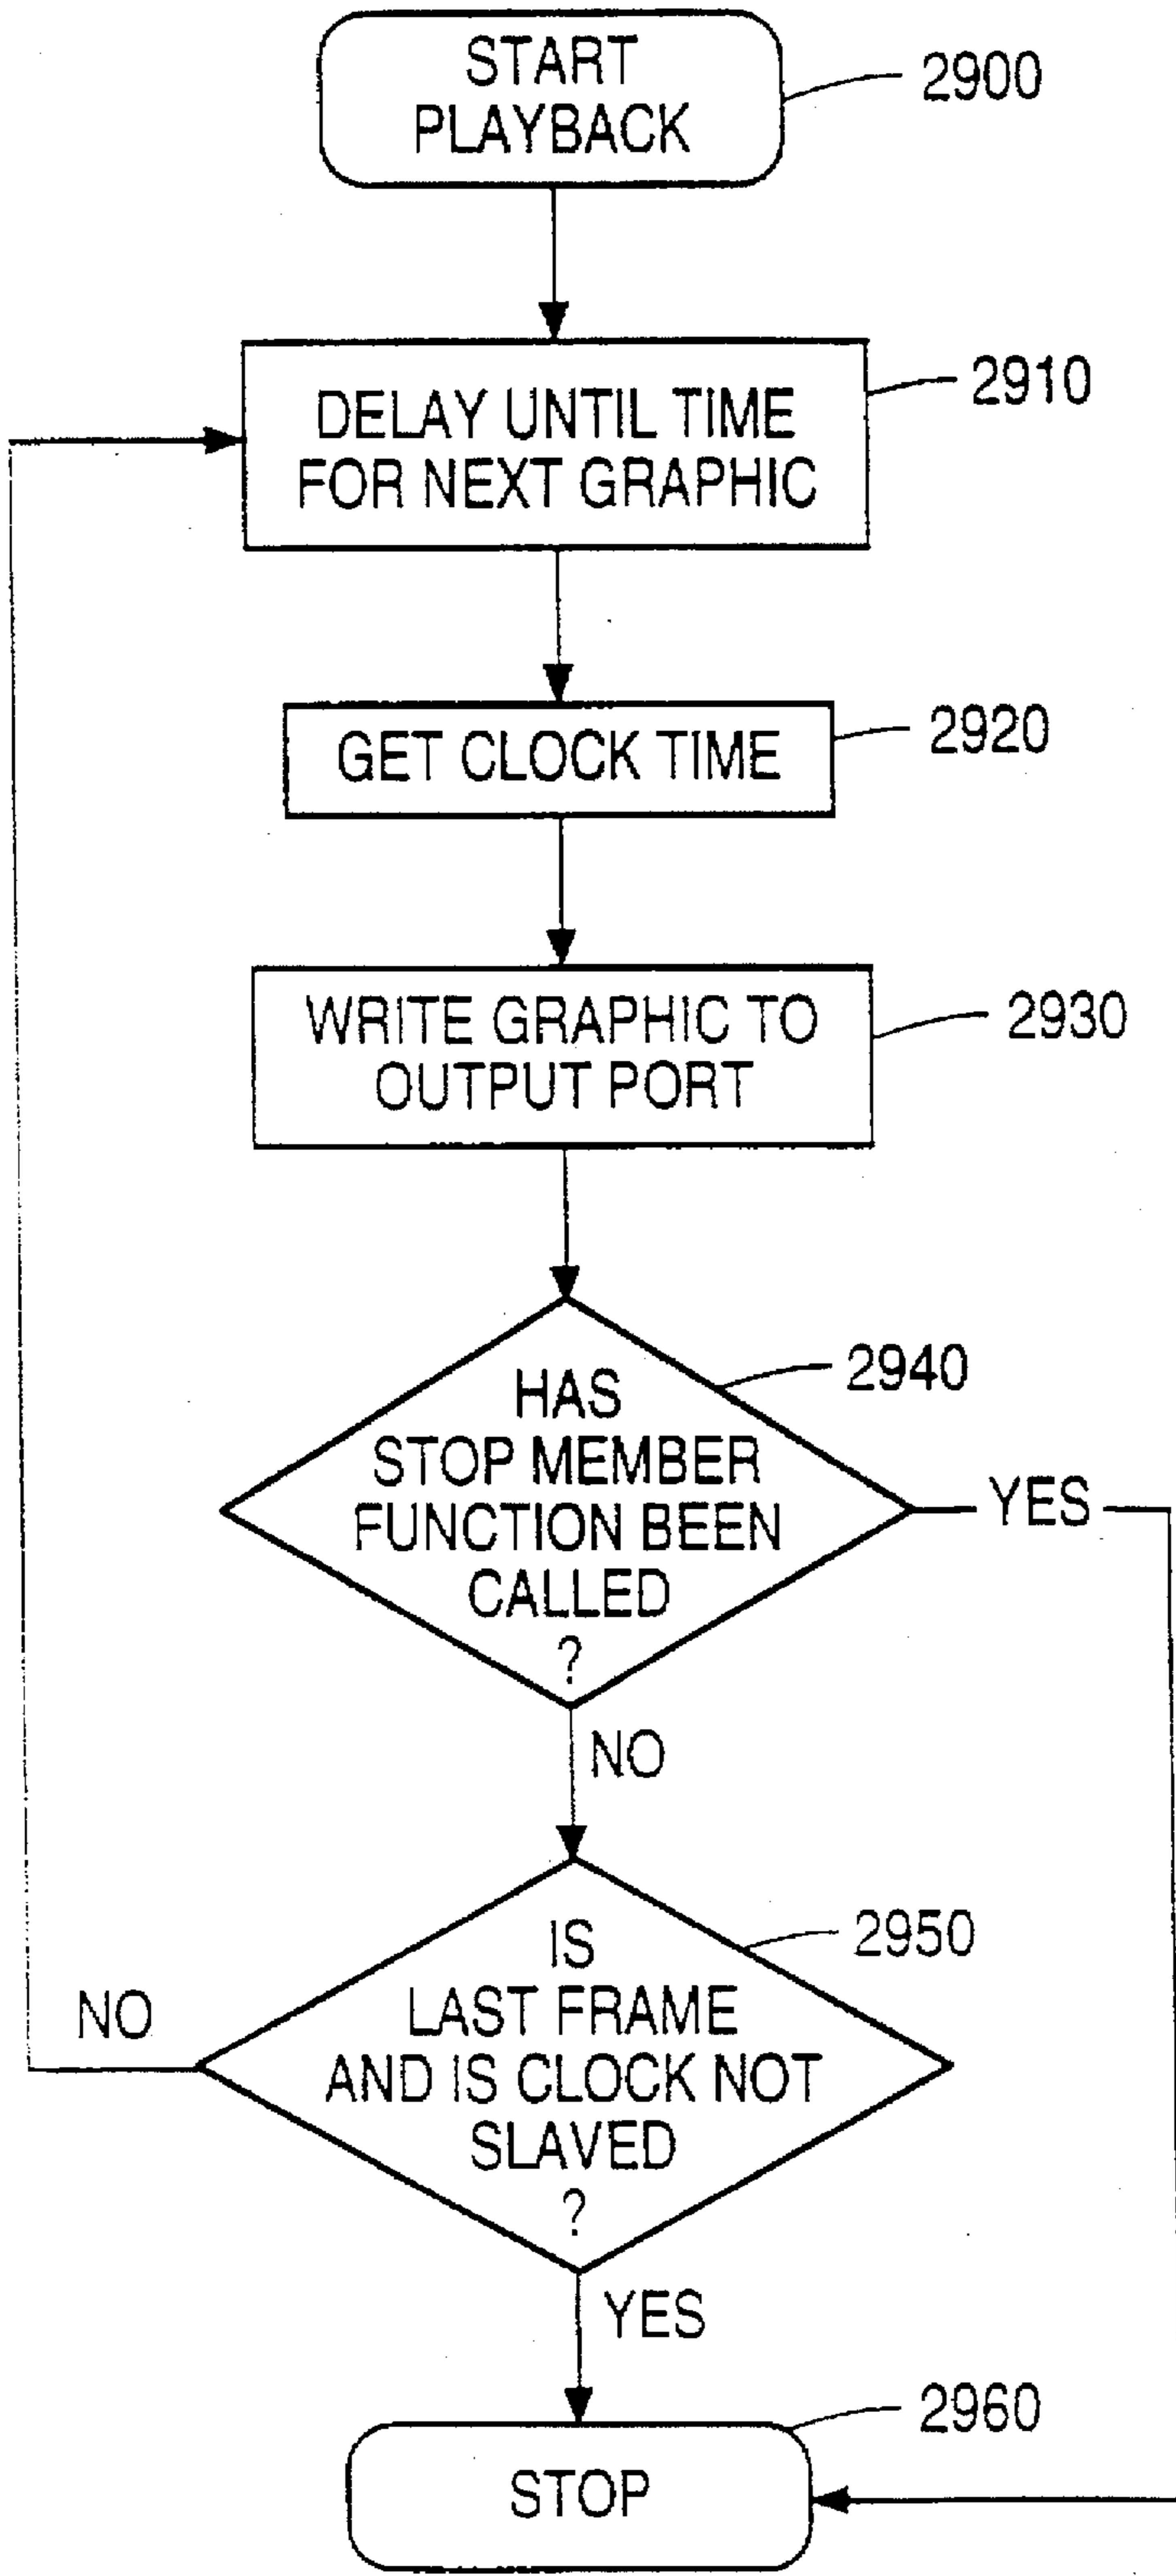 START
PLAYBACK
2900
DELAY UNTIL TIME
FOR NEXT GRAPHIC
2910
GET CLOCK TIME
2920
WRITE GRAPHIC TO
OUTPUT PORT
2930
HAS
STOP MEMBER
FUNCTION BEEN
CALLED
?
2940
YES
NO
IS
LAST FRAME
AND IS CLOCK NOT
SLAVED
?
2950
NO
YES
STOP
2960